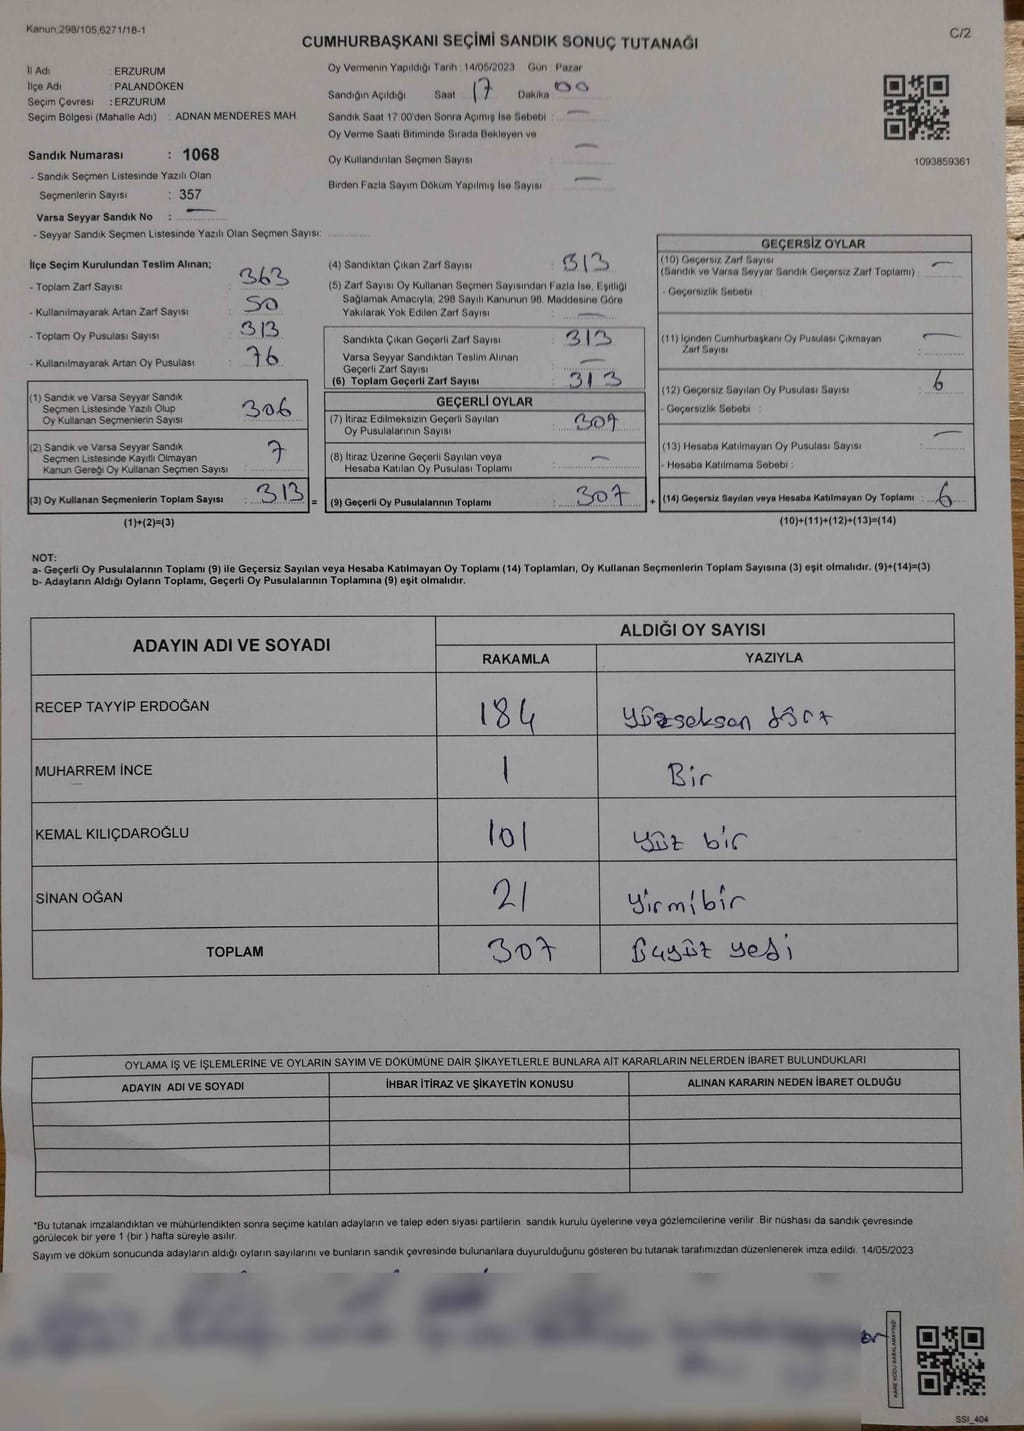 Kanun;298/105,6271/18-1
C/2
CUMHURBAŞKANI SEÇİMİ SANDIK SONUÇ TUTANAĞI
İl Adı : ERZURUM
İlçe Adı : PALANDÖKEN
Seçim Çevresi : ERZURUM
Seçim Bölgesi (Mahalle Adı) : ADNAN MENDERES MAH.
Sandık Numarası : 1068
- Sandık Seçmen Listesinde Yazılı Olan
Seçmenlerin Sayısı : 357
Varsa Seyyar Sandık No : —
- Seyyar Sandık Seçmen Listesinde Yazılı Olan Seçmen Sayısı:
Oy Vermenin Yapıldığı Tarih : 14/05/2023 Gün : Pazar
Sandığın Açıldığı Saat 17 Dakika 00
Sandık Saat 17:00'den Sonra Açımış İse Sebebi : —
Oy Verme Saati Bitiminde Sırada Bekleyen ve
Oy Kullandırılan Seçmen Sayısı —
Birden Fazla Sayım Döküm Yapılmış İse Sayısı —
1093859361
İlçe Seçim Kurulundan Teslim Alınan;
- Toplam Zarf Sayısı : 363
- Kullanılmayarak Artan Zarf Sayısı : 50
- Toplam Oy Pusulası Sayısı : 313
- Kullanılmayarak Artan Oy Pusulası : 76
(1) Sandık ve Varsa Seyyar Sandık
Seçmen Listesinde Yazılı Olup
Oy Kullanan Seçmenlerin Sayısı : 306
(2) Sandık ve Varsa Seyyar Sandık
Seçmen Listesinde Kayıtlı Olmayan
Kanun Gereği Oy Kullanan Seçmen Sayısı : 7
(3) Oy Kullanan Seçmenlerin Toplam Sayısı : 313 =
(1)+(2)=(3)
(4) Sandıktan Çıkan Zarf Sayısı : 313
(5) Zarf Sayısı Oy Kullanan Seçmen Sayısından Fazla İse, Eşitliği
Sağlamak Amacıyla, 298 Sayılı Kanunun 98. Maddesine Göre
Yakılarak Yok Edilen Zarf Sayısı : —
Sandıkta Çıkan Geçerli Zarf Sayısı : 313
Varsa Seyyar Sandıktan Teslim Alınan
Geçerli Zarf Sayısı : —
(6) Toplam Geçerli Zarf Sayısı : 313
GEÇERLİ OYLAR
(7) İtiraz Edilmeksizin Geçerli Sayılan
Oy Pusulalarının Sayısı : 307
(8) İtiraz Üzerine Geçerli Sayılan veya
Hesaba Katılan Oy Pusulası Toplamı : —
(9) Geçerli Oy Pusulalarının Toplamı : 307 +
GEÇERSİZ OYLAR
(10) Geçersiz Zarf Sayısı
(Sandık ve Varsa Seyyar Sandık Geçersiz Zarf Toplamı) : —
- Geçersizlik Sebebi :
(11) İçinden Cumhurbaşkanı Oy Pusulası Çıkmayan
Zarf Sayısı : —
(12) Geçersiz Sayılan Oy Pusulası Sayısı : 6
- Geçersizlik Sebebi :
(13) Hesaba Katılmayan Oy Pusulası Sayısı : —
- Hesaba Katılmama Sebebi :
(14) Geçersiz Sayılan veya Hesaba Katılmayan Oy Toplamı : 6
(10)+(11)+(12)+(13)=(14)
NOT:
a- Geçerli Oy Pusulalarının Toplamı (9) ile Geçersiz Sayılan veya Hesaba Katılmayan Oy Toplamı (14) Toplamları, Oy Kullanan Seçmenlerin Toplam Sayısına (3) eşit olmalıdır. (9)+(14)=(3)
b- Adayların Aldığı Oyların Toplamı, Geçerli Oy Pusulalarının Toplamına (9) eşit olmalıdır.
ADAYIN ADI VE SOYADI
ALDIĞI OY SAYISI
RAKAMLA YAZIYLA
RECEP TAYYİP ERDOĞAN 184 Yüzseksen dört
MUHARREM İNCE 1 Bir
KEMAL KILIÇDAROĞLU 101 Yüz bir
SİNAN OĞAN 21 Yirmibir
TOPLAM 307 Üçyüz yedi
OYLAMA İŞ VE İŞLEMLERİNE VE OYLARIN SAYIM VE DÖKÜMÜNE DAİR ŞİKAYETLERLE BUNLARA AİT KARARLARIN NELERDEN İBARET BULUNDUKLARI
ADAYIN ADI VE SOYADI İHBAR İTİRAZ VE ŞİKAYETİN KONUSU ALINAN KARARIN NEDEN İBARET OLDUĞU
*Bu tutanak imzalandıktan ve mühürlendikten sonra seçime katılan adayların ve talep eden siyasi partilerin sandık kurulu üyelerine veya gözlemcilerine verilir. Bir nüshası da sandık çevresinde
görülecek bir yere 1 (bir ) hafta süreyle asılır.
Sayım ve döküm sonucunda adayların aldığı oyların sayılarını ve bunların sandık çevresinde bulunanlara duyurulduğunu gösteren bu tutanak tarafımızdan düzenlenerek imza edildi. 14/05/2023
KARE KODU KARALAMAYINIZ!
SSI_404